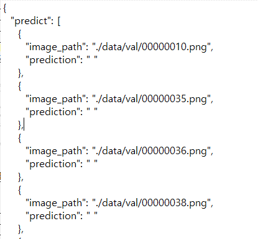 {
"predict": [
{
"image_path": "./data/val/00000010.png",
"prediction": " "
},
{
"image_path": "./data/val/00000035.png",
"prediction": " "
},
{
"image_path": "./data/val/00000036.png",
"prediction": " "
},
{
"image_path": "./data/val/00000038.png",
"prediction": " "
},